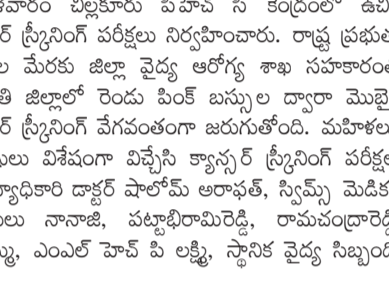 చిల్లకూరు పిహెచ్ సి కేంద్రంలో ఉచి
ర్ స్క్రీనింగ్ పరీక్షలు నిర్వహించారు. రాష్ట్ర ప్రభుత
ల మేరకు జిల్లా వైద్య ఆరోగ్య శాఖ సహకారంత
తి జిల్లాలో రెండు పింక్ బస్సుల ద్వారా మొబై
ర్ స్క్రీనింగ్ వేగవంతంగా జరుగుతోంది. మహిళల
ులు విశేషంగా విచ్చేసి క్యాన్సర్ స్క్రీనింగ్ పరీక్ష
్యాధికారి డాక్టర్ షాలోమ్ అరాఫత్, స్విమ్స్ మెడిక
ులు నానాజి, పట్టాభిరామిరెడ్డి, రామచంద్రారెడ్డ
్మ, ఎంఎల్ హెచ్ పి లక్ష్మి, స్థానిక వైద్య సిబ్బంద